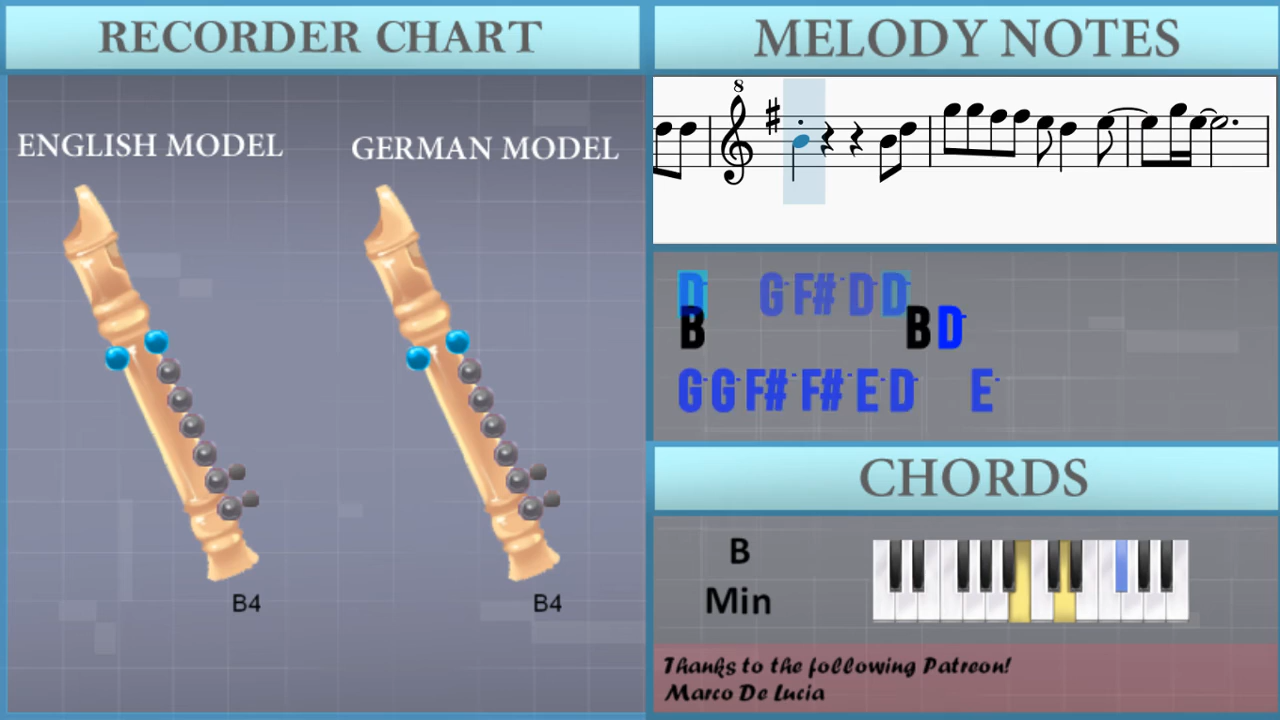 RECORDER CHART
ENGLISH MODEL
GERMAN MODEL
B4
B4
MELODY NOTES
8
D G F# D D
B B D
G G F# F# E D E
CHORDS
B
Min
Thanks to the following Patreon!
Marco De Lucia